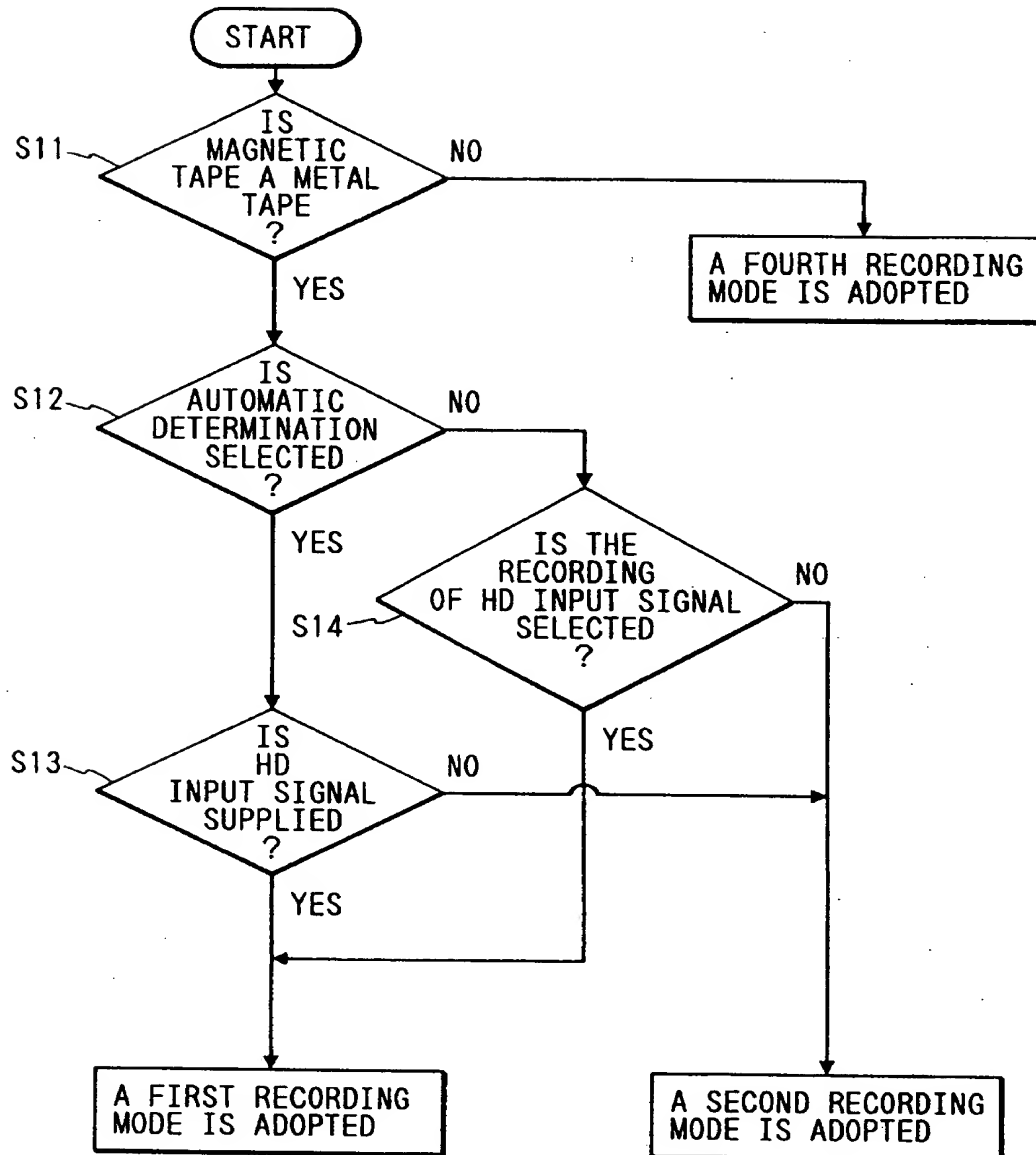 START
S11
IS
MAGNETIC
TAPE A METAL
TAPE
?
NO
YES
A FOURTH RECORDING
MODE IS ADOPTED
S12
IS
AUTOMATIC
DETERMINATION
SELECTED
?
NO
YES
S14
IS THE
RECORDING
OF HD INPUT SIGNAL
SELECTED
?
NO
YES
S13
IS
HD
INPUT SIGNAL
SUPPLIED
?
NO
YES
A FIRST RECORDING
MODE IS ADOPTED
A SECOND RECORDING
MODE IS ADOPTED